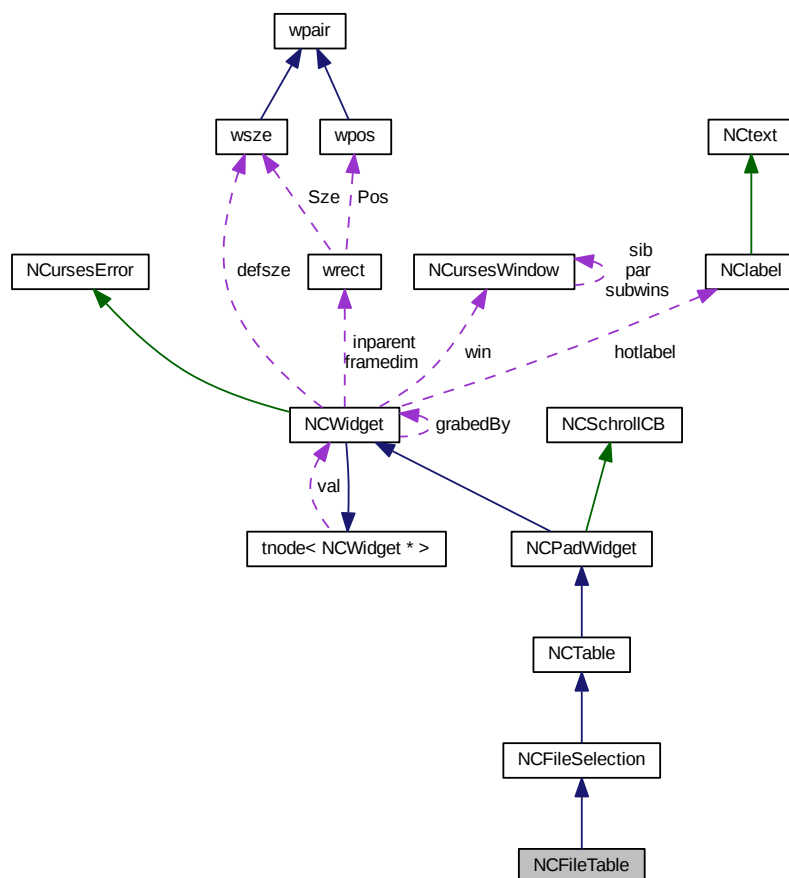 wpair
wsze
wpos
NCtext
Sze
Pos
NCursesError
defsze
wrect
NCursesWindow
sib
par
subwins
NClabel
inparent
framedim
win
hotlabel
NCWidget
grabedBy
NCSchrollCB
val
tnode< NCWidget * >
NCPadWidget
NCTable
NCFileSelection
NCFileTable